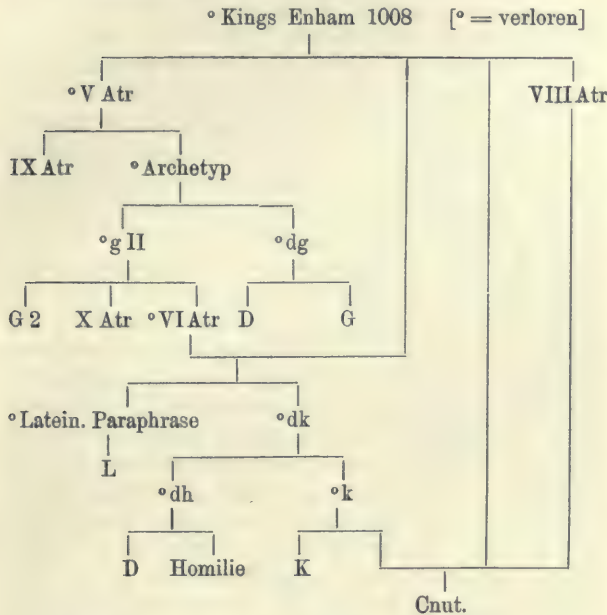 °Kings Enham 1008 [° = verloren]
°V Atr VIII Atr
IX Atr °Archetyp
°g II °dg
G 2 X Atr °VI Atr D G
°Latein. Paraphrase °dk
L
°dh °k
D Homilie K
Cnut.